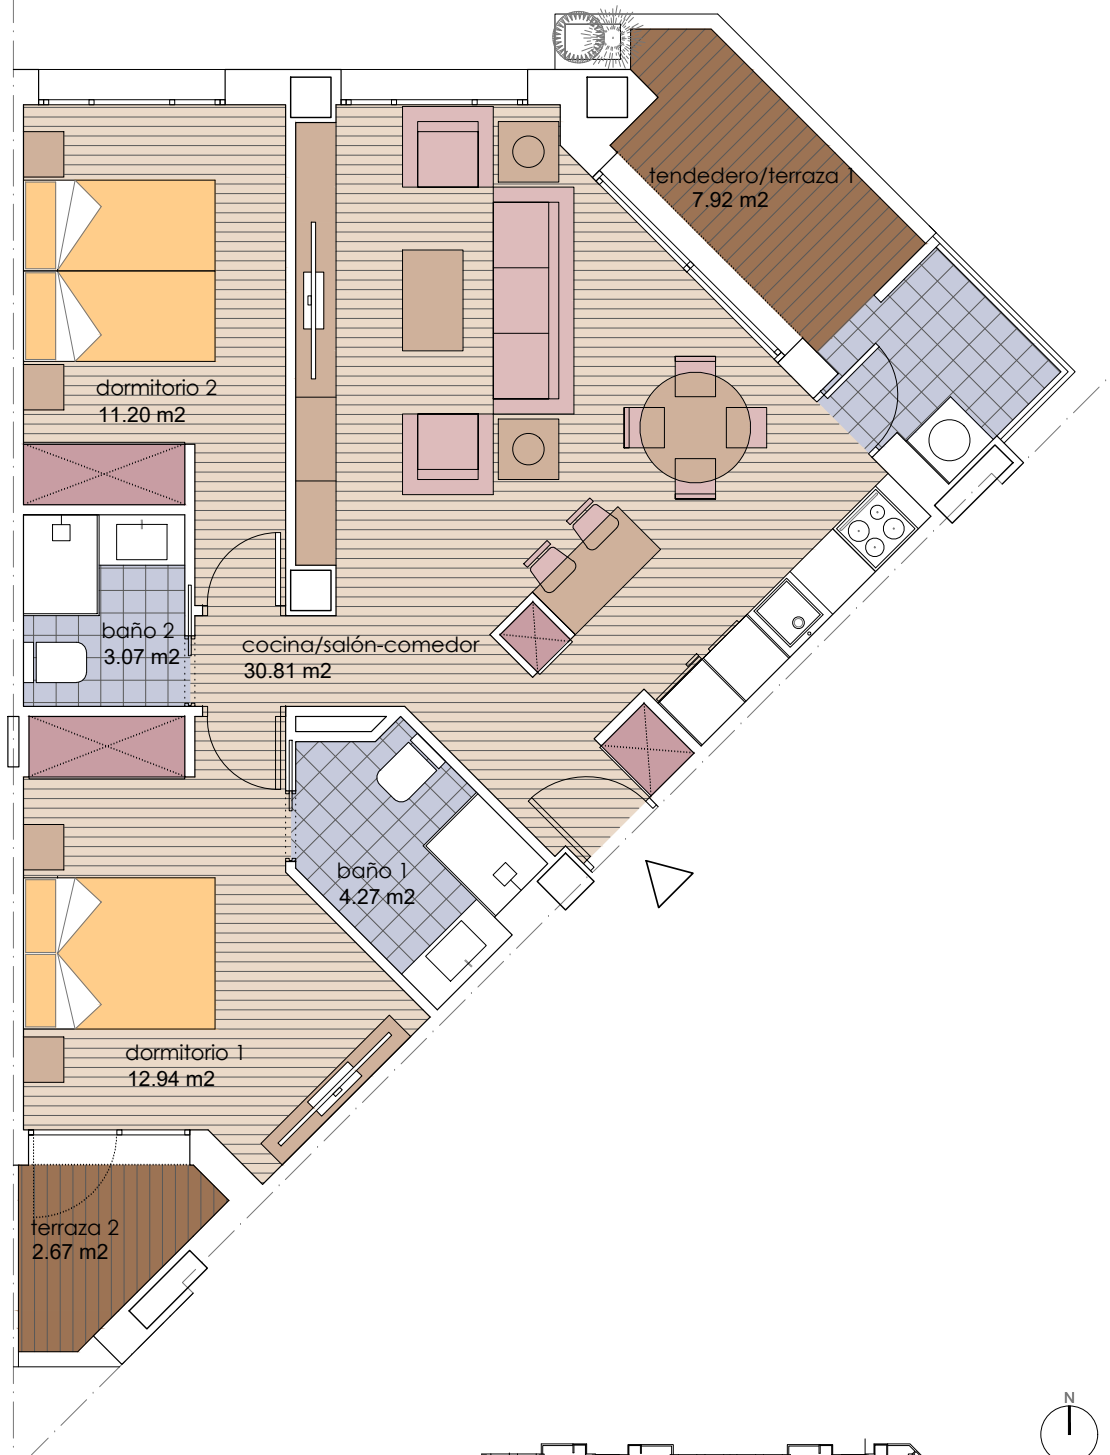 tendedero/terraza 1
7.92 m2
dormitorio 2
11.20 m2
baño 2
3.07 m2
cocina/salón-comedor
30.81 m2
baño 1
4.27 m2
dormitorio 1
12.94 m2
terraza 2
2.67 m2
N